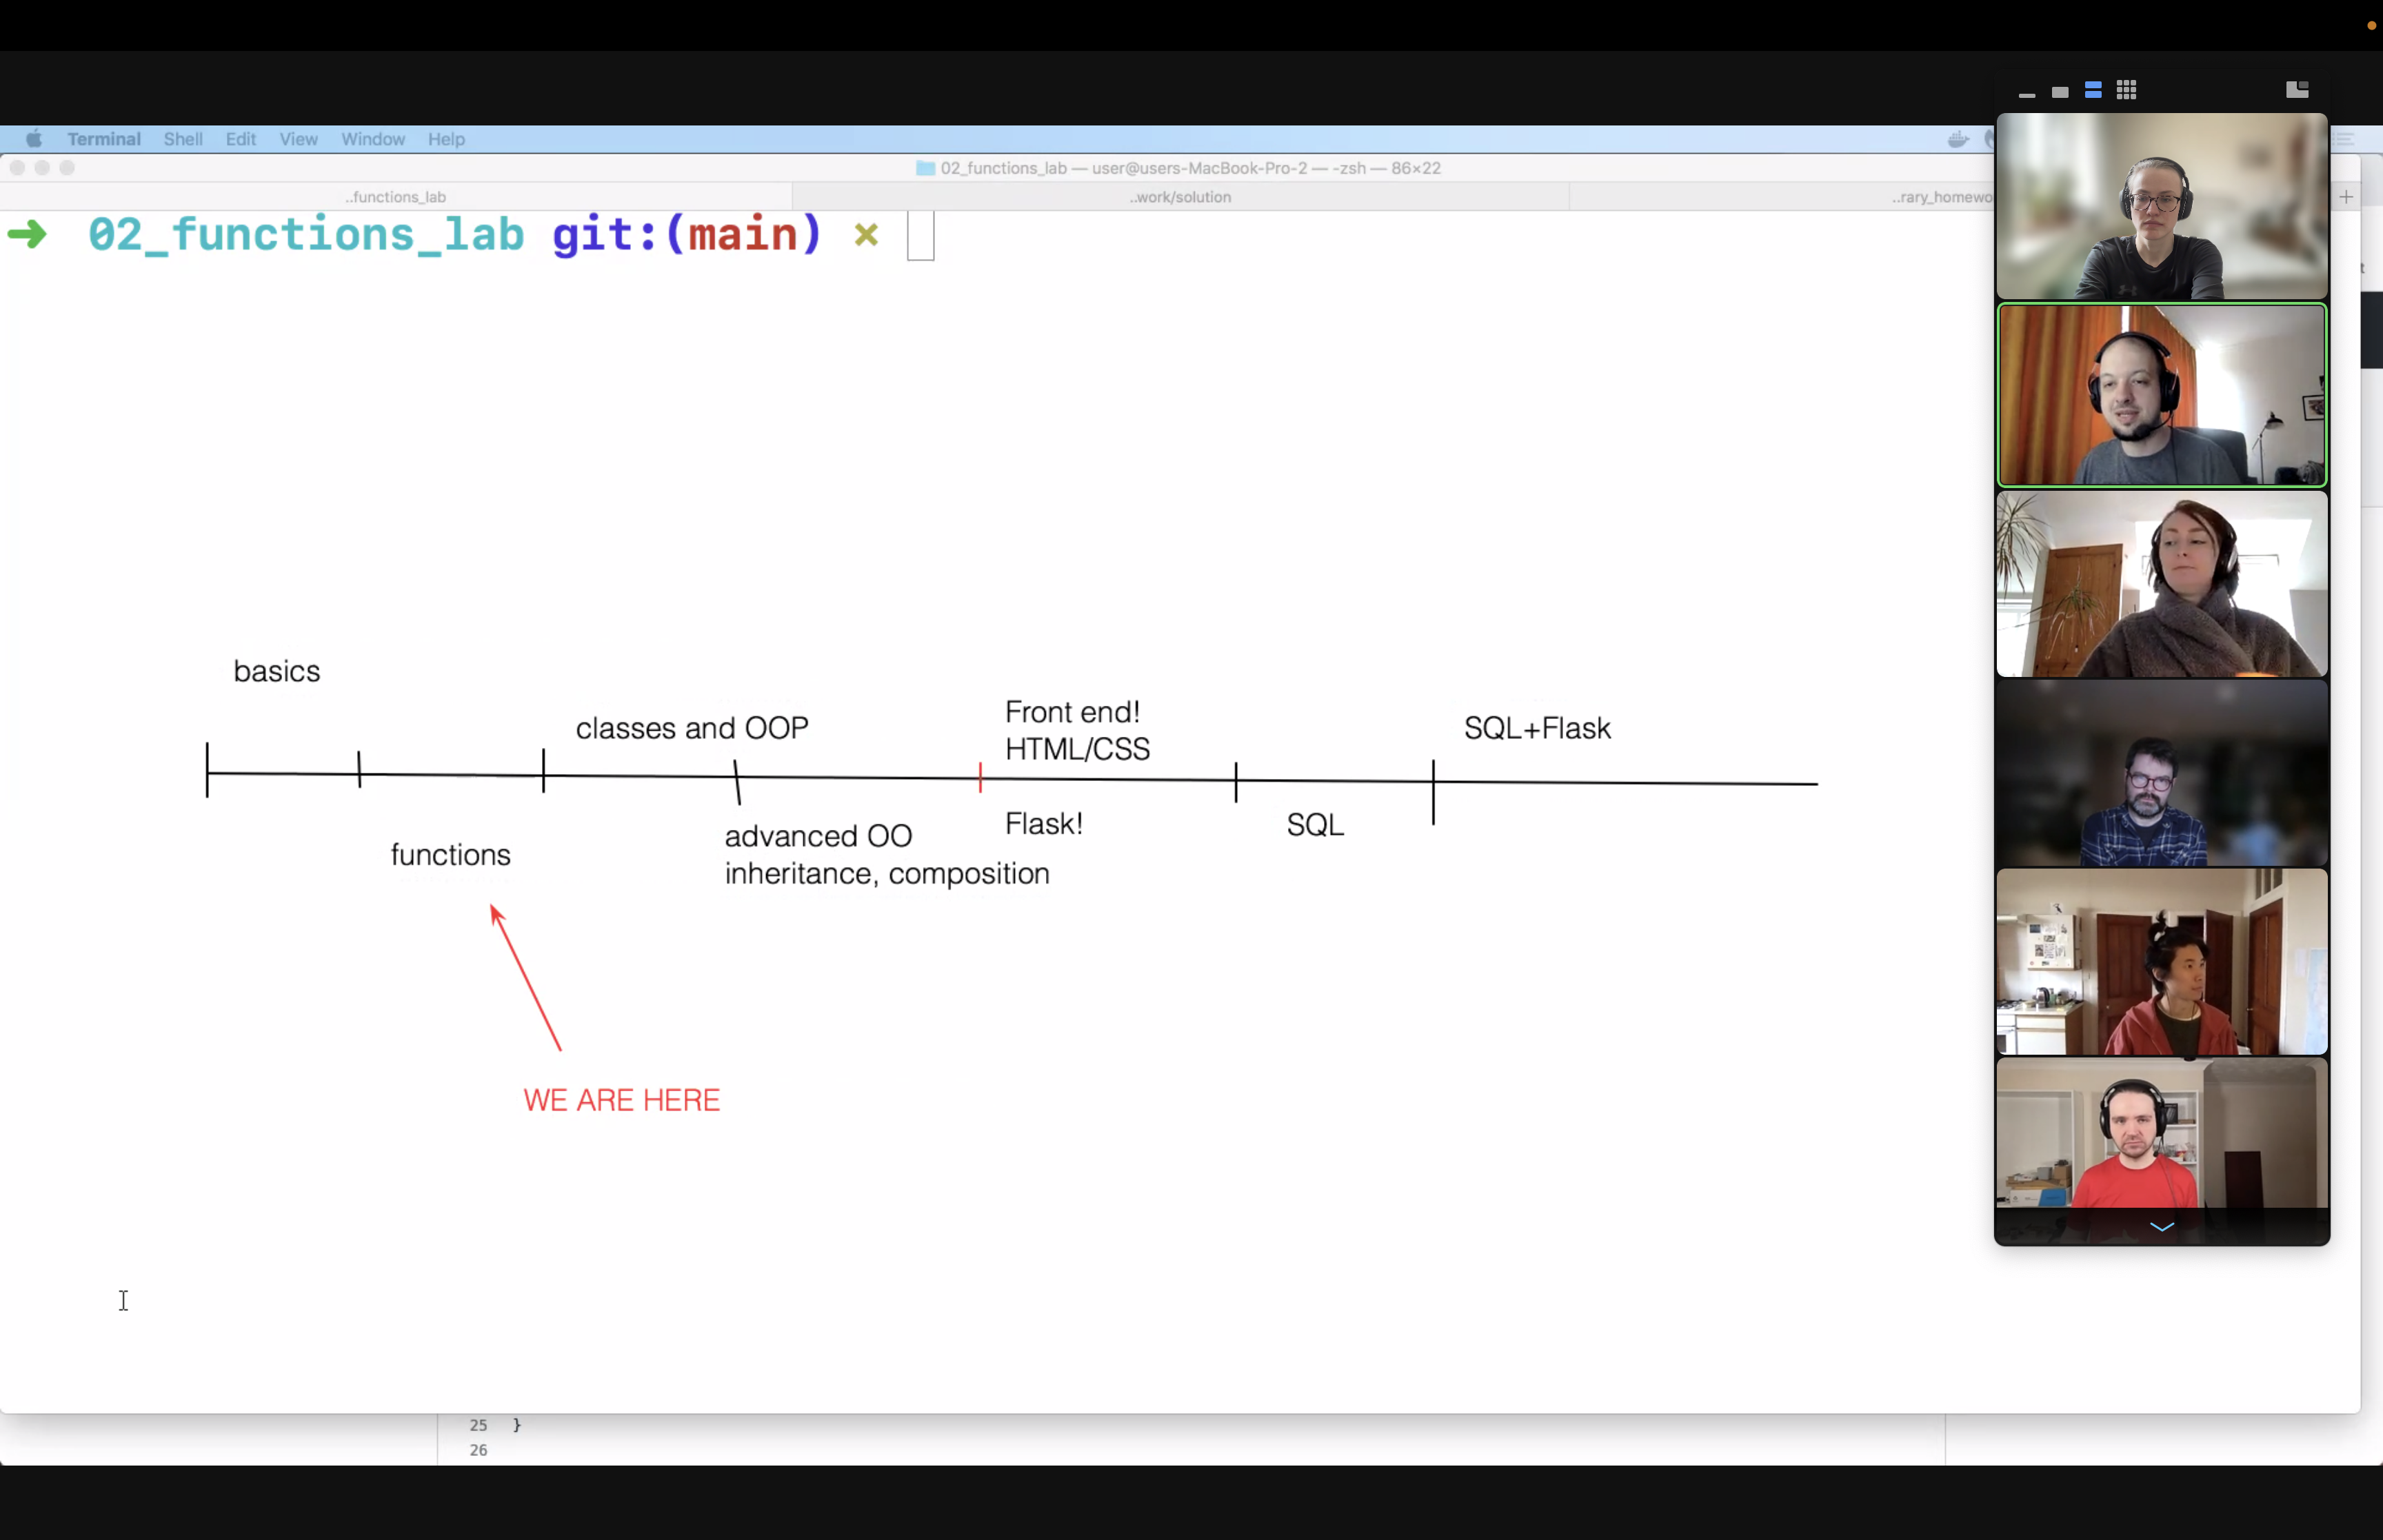 Terminal Shell Edit View Window Help
02_functions_lab — user@users-MacBook-Pro-2 — -zsh — 86×22
..functions_lab ..work/solution ..rary_homewo
➜ 02_functions_lab git:(main) ×
basics
classes and OOP
Front end!
HTML/CSS
SQL+Flask
functions
advanced OO
inheritance, composition
Flask!
SQL
WE ARE HERE
25 }
26